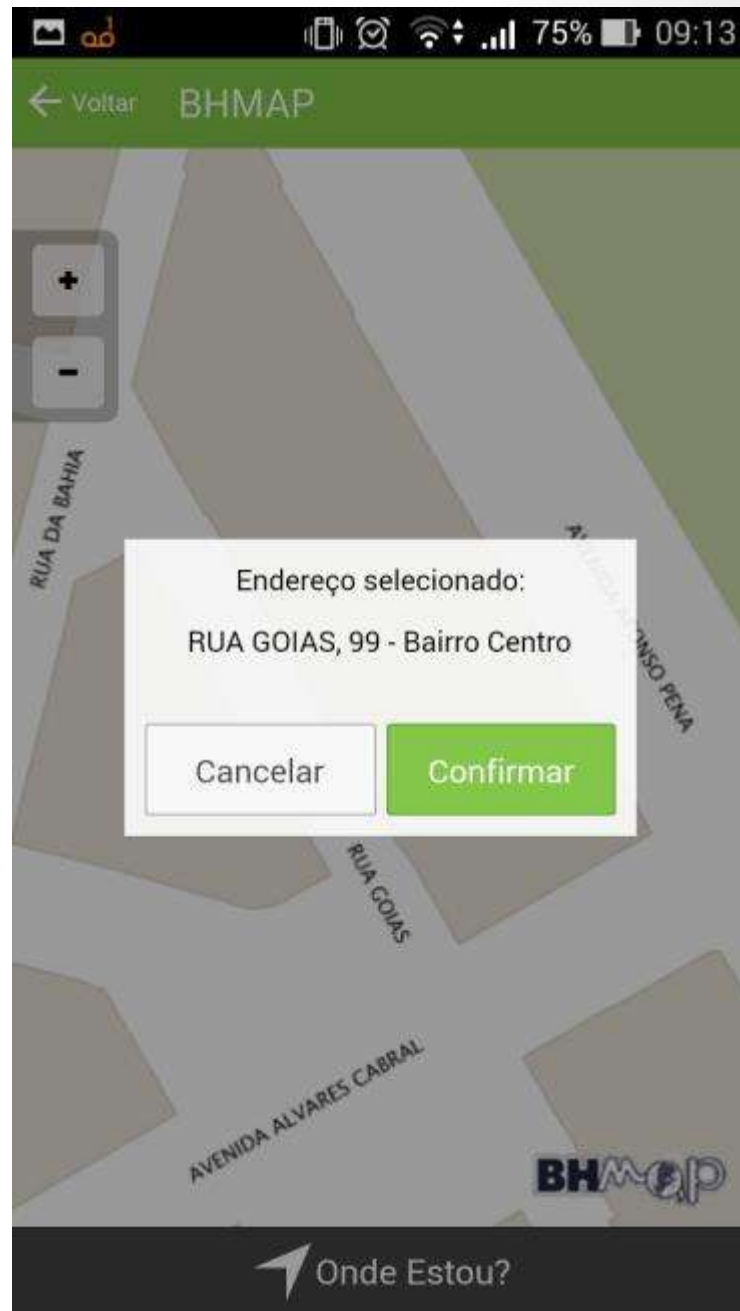 75% 09:13
Voltar BHMAP
+
-
RUA DA BAHIA
Endereço selecionado:
RUA GOIAS, 99 - Bairro Centro
Cancelar Confirmar
RUA GOIAS
AVENIDA ALVARES CABRAL
BHmap
Onde Estou?